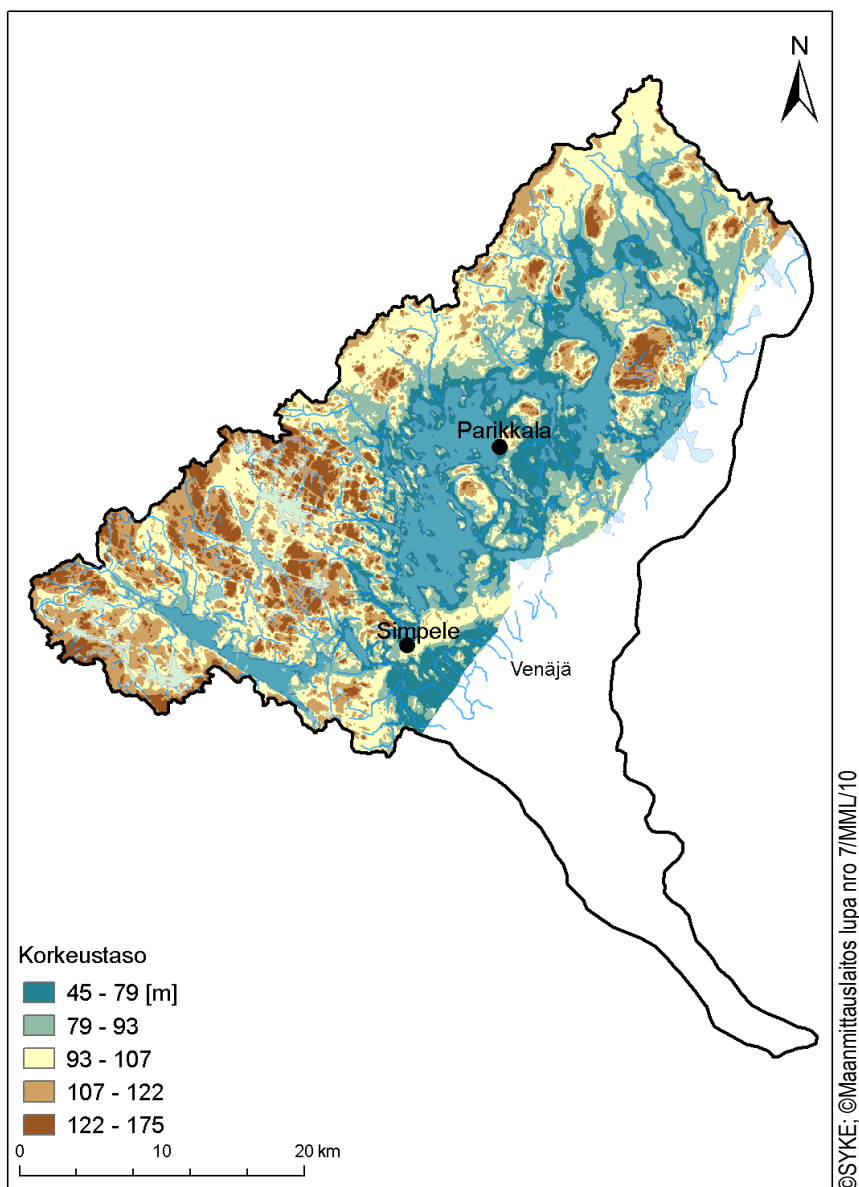 N
Parikkala
Simpele
Venäjä
Korkeustaso
45 - 79 [m]
79 - 93
93 - 107
107 - 122
122 - 175
0 10 20 km
©SYKE; ©Maanmittauslaitos lupa nro 7/MML/10